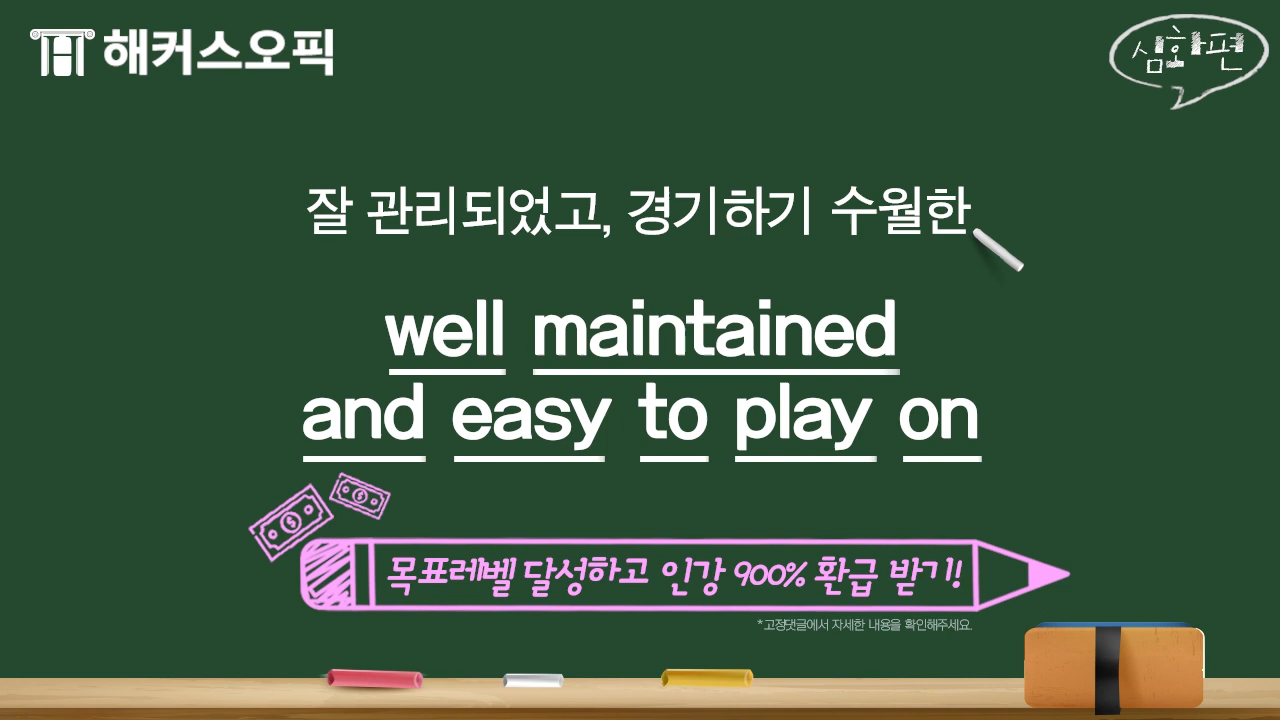 해커스오픽
심화편
잘 관리되었고, 경기하기 수월한
well maintained
and easy to play on
목표레벨 달성하고 인강 900% 환급 받기!
*고정댓글에서 자세한 내용을 확인해주세요.